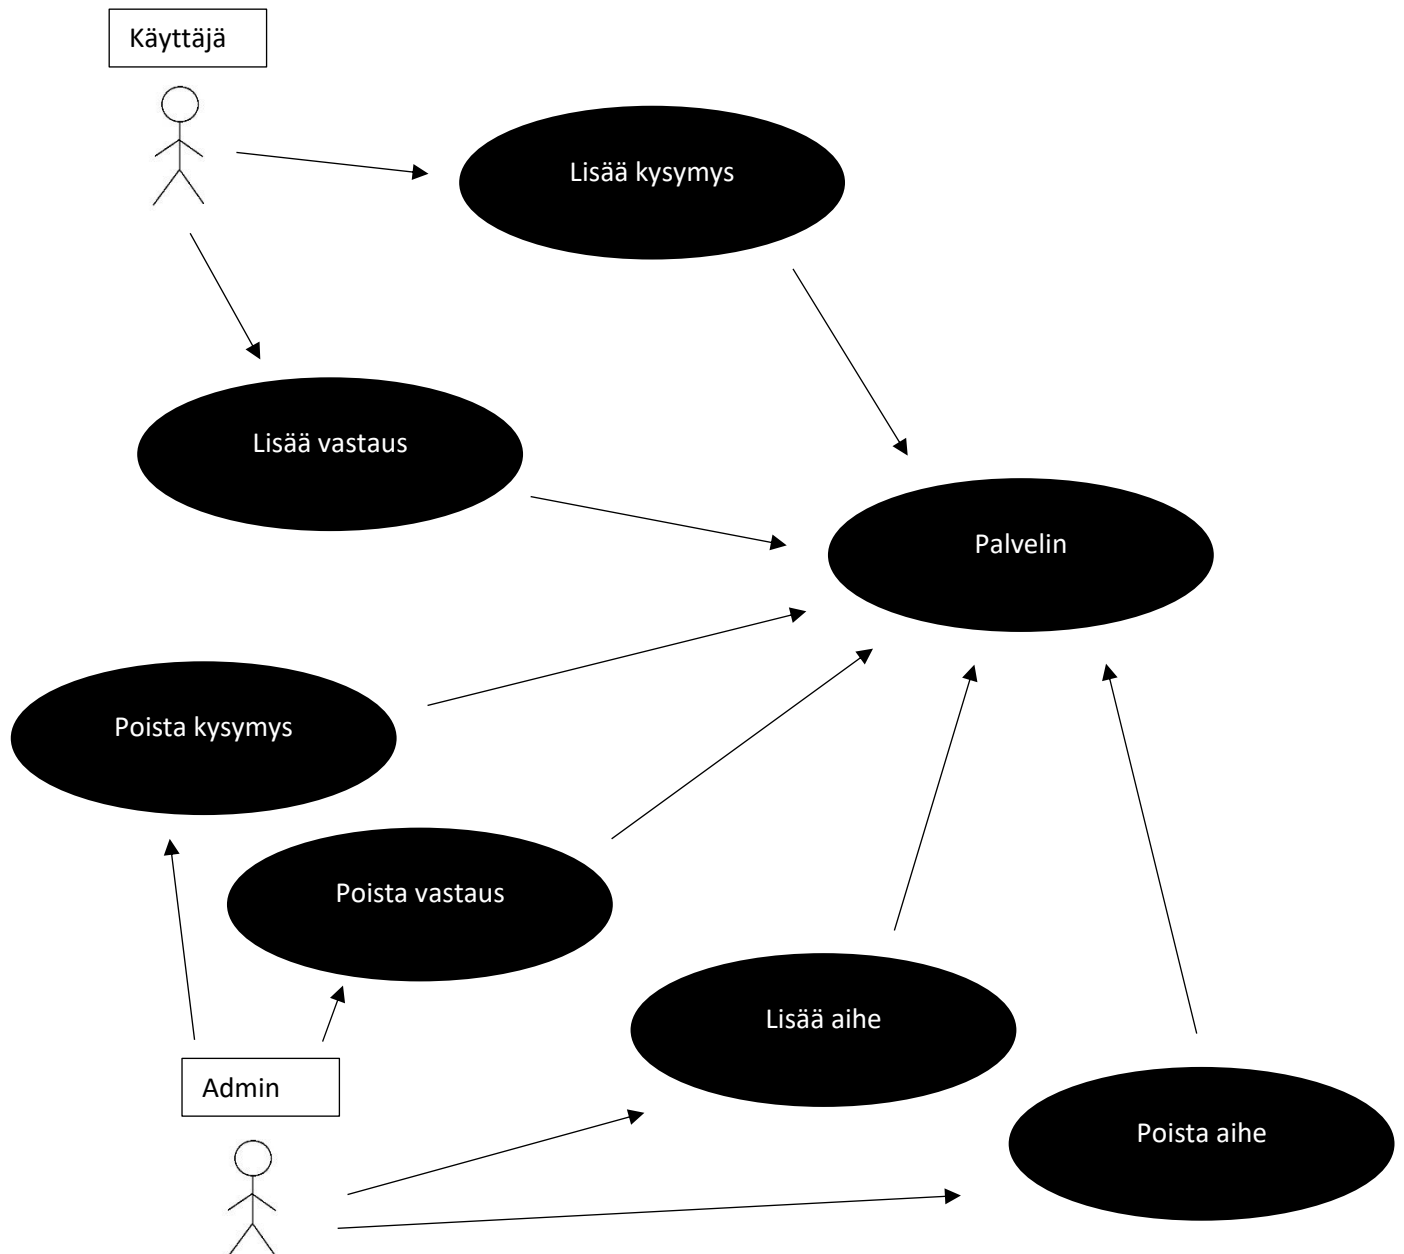 Käyttäjä
Lisää kysymys
Lisää vastaus
Palvelin
Poista kysymys
Poista vastaus
Lisää aihe
Admin
Poista aihe